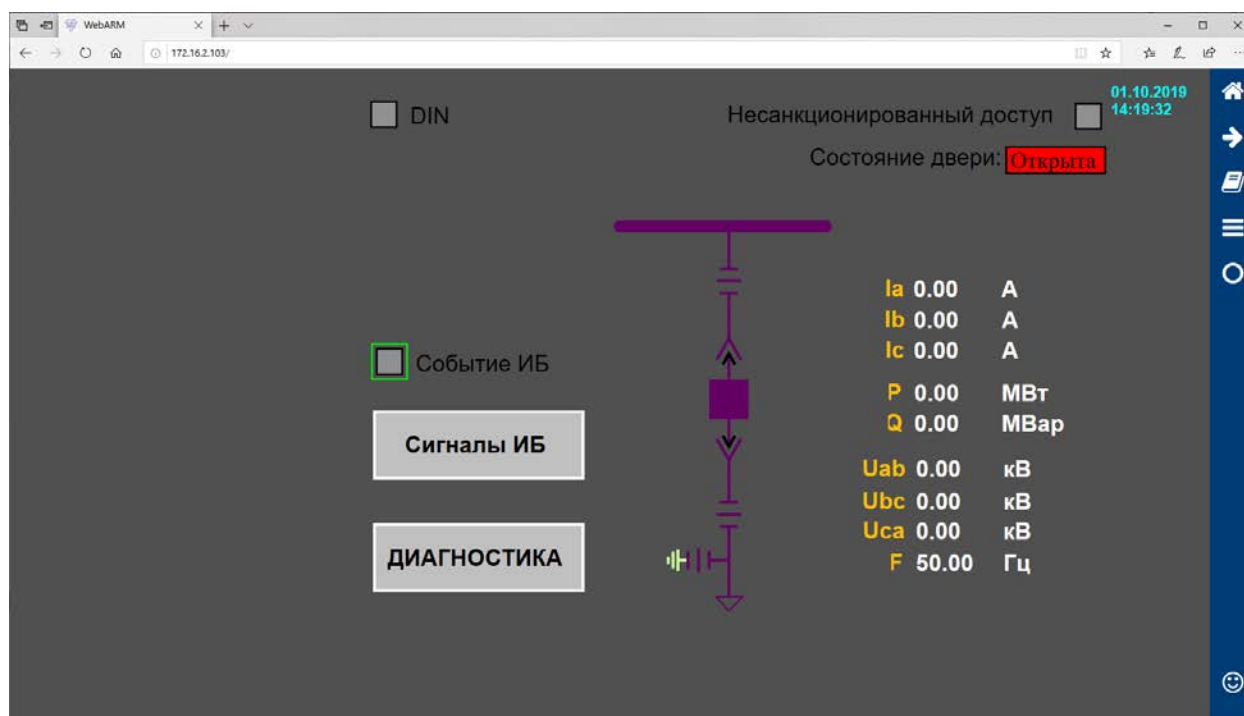 WebARM
172.16.2.103/
01.10.2019
14:19:32
DIN
Несанкционированный доступ
Состояние двери: Открыта
Ia 0.00 А
Ib 0.00 А
Ic 0.00 А
Событие ИБ
P 0.00 МВт
Q 0.00 МВар
Сигналы ИБ
Uab 0.00 кВ
Ubc 0.00 кВ
Uca 0.00 кВ
ДИАГНОСТИКА
F 50.00 Гц